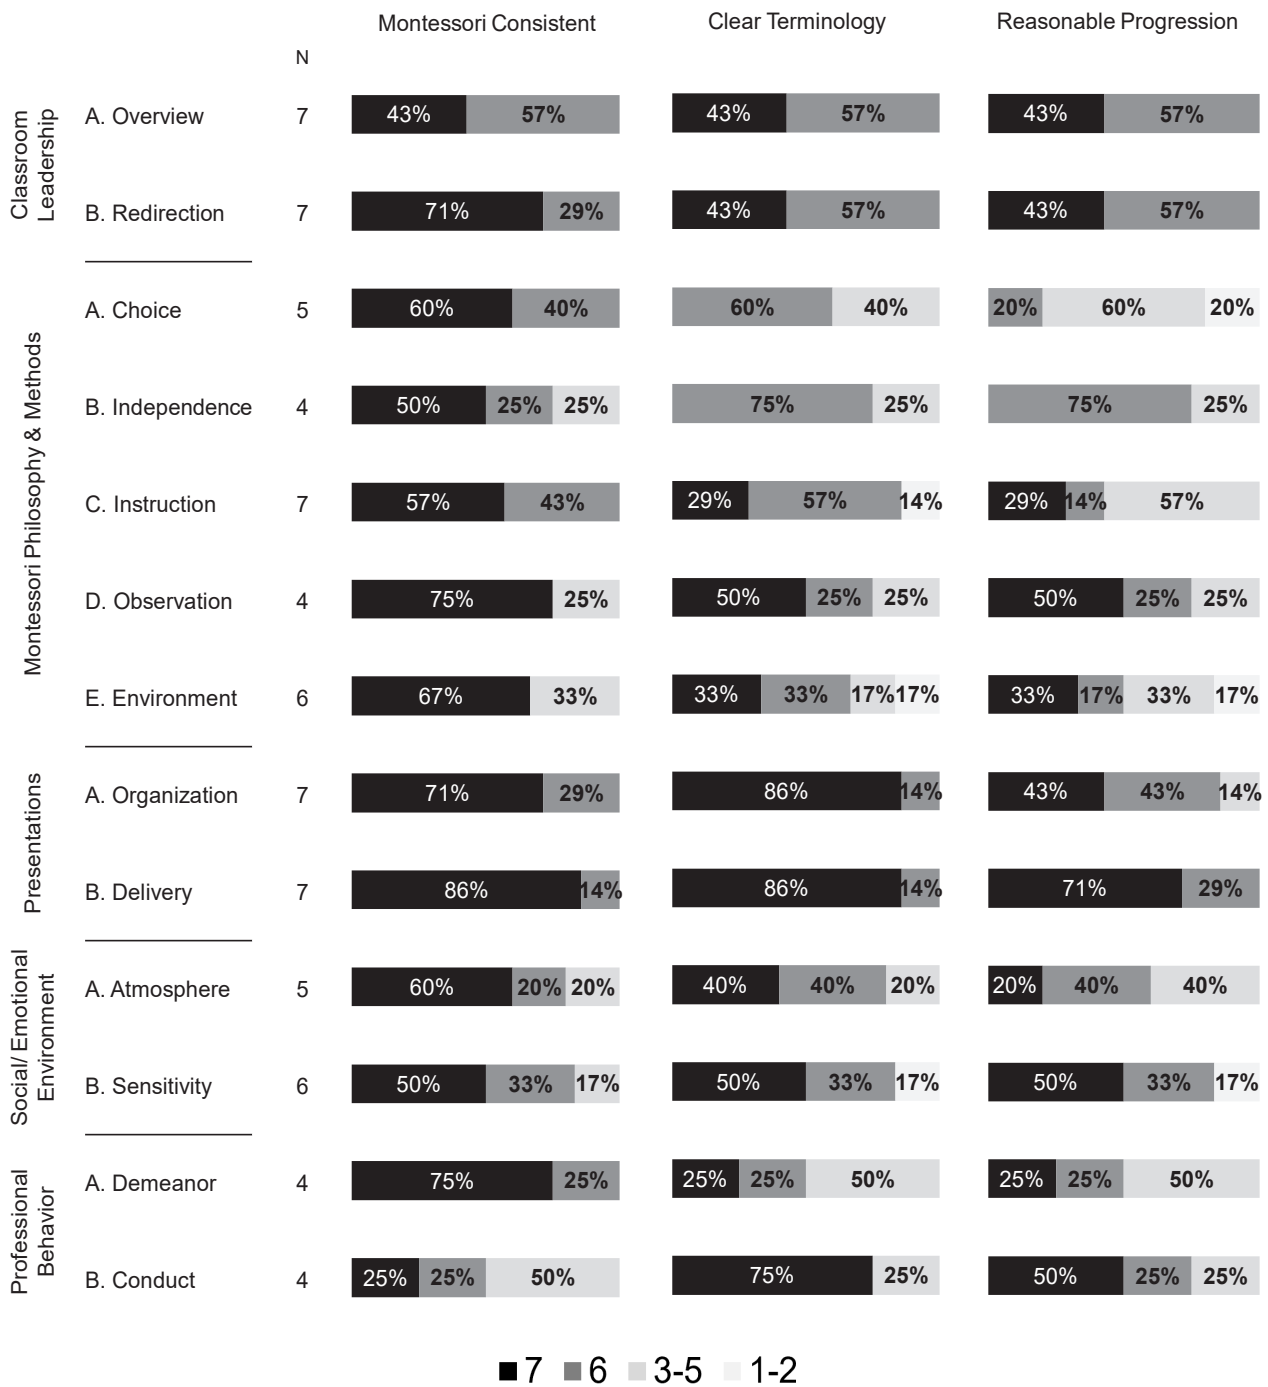 Montessori Consistent Clear Terminology Reasonable Progression
N
Classroom
Leadership
A. Overview 7 43% 57% 43% 57% 43% 57%
B. Redirection 7 71% 29% 43% 57% 43% 57%
Montessori Philosophy & Methods
A. Choice 5 60% 40% 60% 40% 20% 60% 20%
B. Independence 4 50% 25% 25% 75% 25% 75% 25%
C. Instruction 7 57% 43% 29% 57% 14% 29% 14% 57%
D. Observation 4 75% 25% 50% 25% 25% 50% 25% 25%
E. Environment 6 67% 33% 33% 33% 17% 17% 33% 17% 33% 17%
Presentations
A. Organization 7 71% 29% 86% 14% 43% 43% 14%
B. Delivery 7 86% 14% 86% 14% 71% 29%
Social/ Emotional
Environment
A. Atmosphere 5 60% 20% 20% 40% 40% 20% 20% 40% 40%
B. Sensitivity 6 50% 33% 17% 50% 33% 17% 50% 33% 17%
Professional
Behavior
A. Demeanor 4 75% 25% 25% 25% 50% 25% 25% 50%
B. Conduct 4 25% 25% 50% 75% 25% 50% 25% 25%
7 6 3-5 1-2